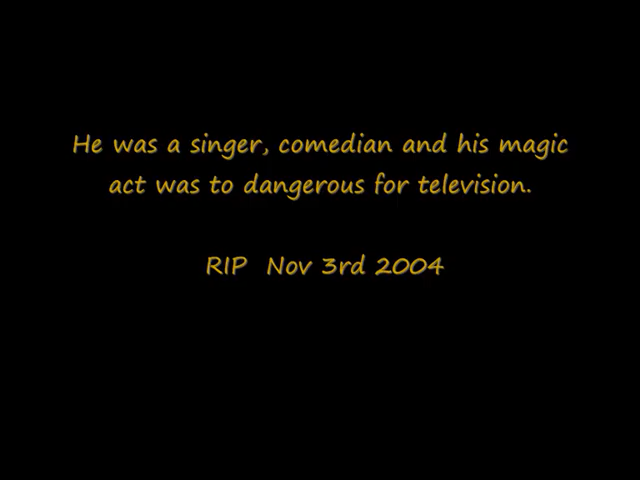 He was a singer, comedian and his magic
act was to dangerous for television.
RIP Nov 3rd 2004